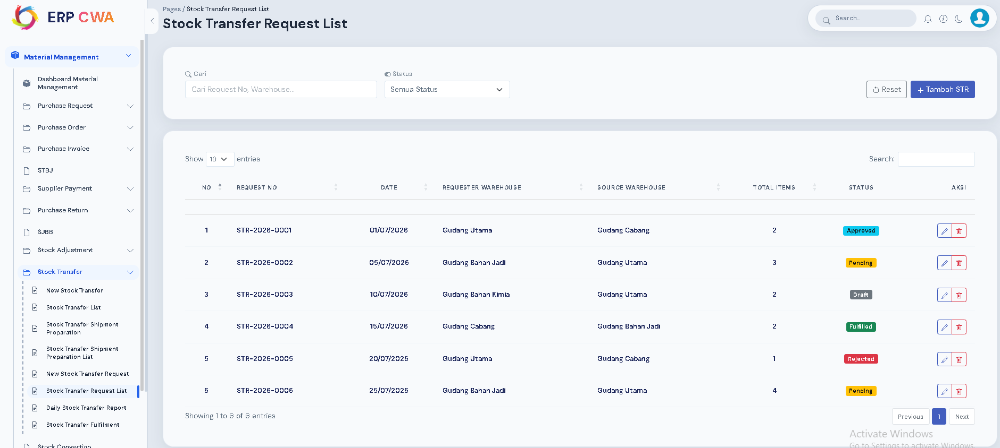 ERP CWA
Material Management
Dashboard Material
Management
Purchase Request
Purchase Order
Purchase Invoice
STBJ
Supplier Payment
Purchase Return
SJBB
Stock Adjustment
Stock Transfer
New Stock Transfer
Stock Transfer List
Stock Transfer Shipment
Preparation
Stock Transfer Shipment
Preparation List
New Stock Transfer Request
Stock Transfer Request List
Daily Stock Transfer Report
Stock Transfer Fulfilment
Stock Convertion
Pages / Stock Transfer Request List
Stock Transfer Request List
Search...
Cari
Status
Cari Request No, Warehouse...
Semua Status
Reset
+ Tambah STR
Show 10 entries
Search:
NO REQUEST NO DATE REQUESTER WAREHOUSE SOURCE WAREHOUSE TOTAL ITEMS STATUS AKSI
1 STR-2026-0001 01/07/2026 Gudang Utama Gudang Cabang 2 Approved
2 STR-2026-0002 05/07/2026 Gudang Bahan Jadi Gudang Utama 3 Pending
3 STR-2026-0003 10/07/2026 Gudang Bahan Kimia Gudang Utama 2 Draft
4 STR-2026-0004 15/07/2026 Gudang Cabang Gudang Bahan Jadi 2 Fulfilled
5 STR-2026-0005 20/07/2026 Gudang Utama Gudang Cabang 1 Rejected
6 STR-2026-0006 25/07/2026 Gudang Bahan Jadi Gudang Utama 4 Pending
Showing 1 to 6 of 6 entries
Previous 1 Next
Activate Windows
Go to Settings to activate Windows.